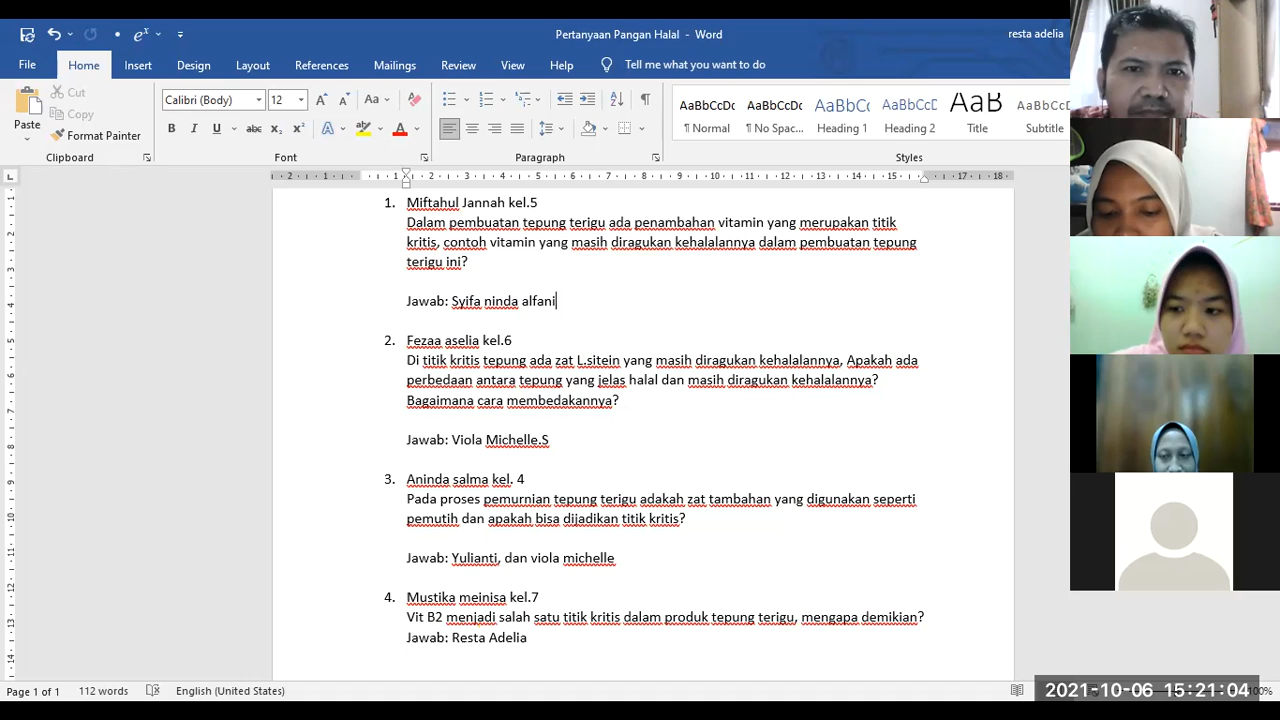 Pertanyaan Pangan Halal - Word
resta adelia
File Home Insert Design Layout References Mailings Review View Help Tell me what you want to do
Cut
Copy
Paste
Format Painter
Clipboard
Calibri (Body) 12
Font
Paragraph
AaBbCcDc AaBbCcDc AaBbCcD AaBbCcD AaB AaBbCcD
¶ Normal ¶ No Spac... Heading 1 Heading 2 Title Subtitle
Styles
1. Miftahul Jannah kel.5
Dalam pembuatan tepung terigu ada penambahan vitamin yang merupakan titik
kritis, contoh vitamin yang masih diragukan kehalalannya dalam pembuatan tepung
terigu ini?
Jawab: Syifa ninda alfani
2. Fezaa aselia kel.6
Di titik kritis tepung ada zat L.sitein yang masih diragukan kehalalannya, Apakah ada
perbedaan antara tepung yang jelas halal dan masih diragukan kehalalannya?
Bagaimana cara membedakannya?
Jawab: Viola Michelle.S
3. Aninda salma kel. 4
Pada proses pemurnian tepung terigu adakah zat tambahan yang digunakan seperti
pemutih dan apakah bisa dijadikan titik kritis?
Jawab: Yulianti, dan viola michelle
4. Mustika meinisa kel.7
Vit B2 menjadi salah satu titik kritis dalam produk tepung terigu, mengapa demikian?
Jawab: Resta Adelia
Page 1 of 1 112 words English (United States)
2021-10-06 15:21:04
100%